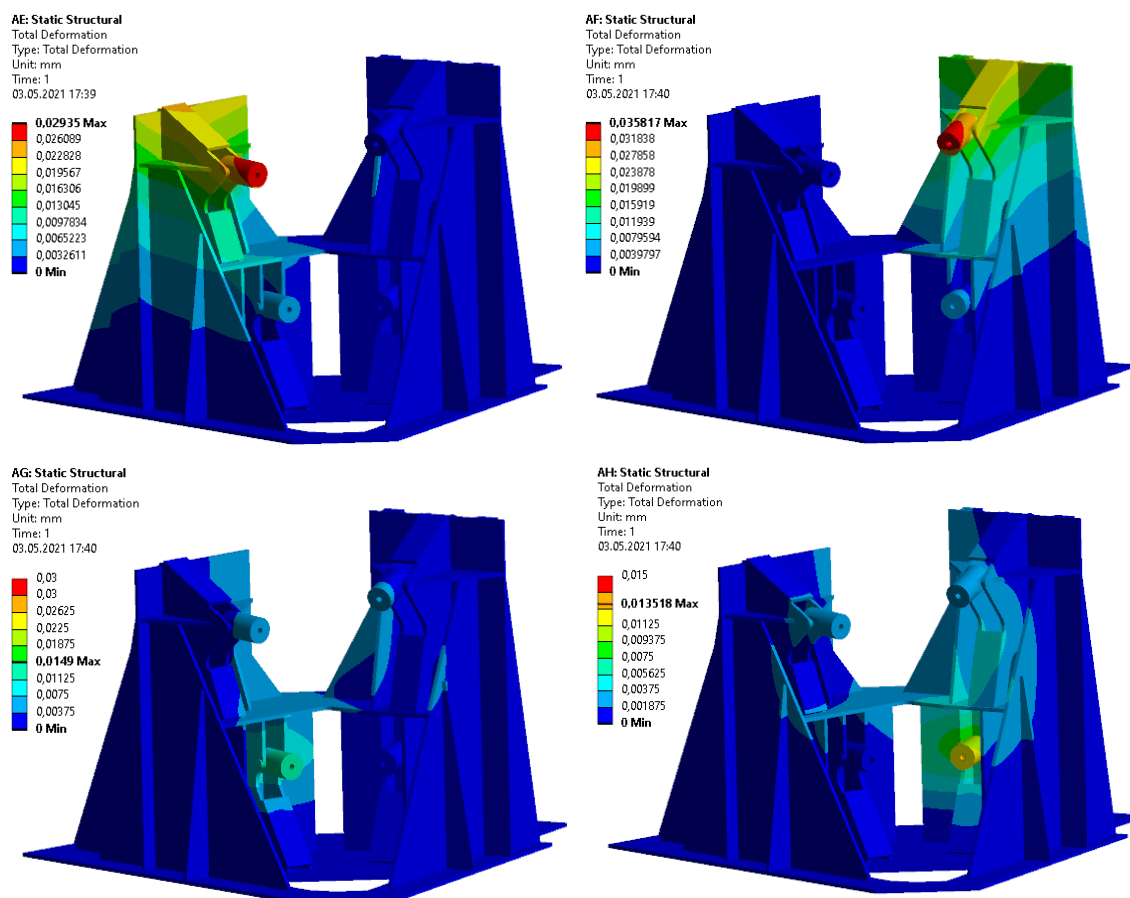 AE: Static Structural
Total Deformation
Type: Total Deformation
Unit: mm
Time: 1
03.05.2021 17:39
0,02935 Max
0,026089
0,022828
0,019567
0,016306
0,013045
0,0097834
0,0065223
0,0032611
0 Min
AF: Static Structural
Total Deformation
Type: Total Deformation
Unit: mm
Time: 1
03.05.2021 17:40
0,035817 Max
0,031838
0,027858
0,023878
0,019899
0,015919
0,011939
0,0079594
0,0039797
0 Min
AG: Static Structural
Total Deformation
Type: Total Deformation
Unit: mm
Time: 1
03.05.2021 17:40
0,03
0,03
0,02625
0,0225
0,01875
0,0149 Max
0,01125
0,0075
0,00375
0 Min
AH: Static Structural
Total Deformation
Type: Total Deformation
Unit: mm
Time: 1
03.05.2021 17:40
0,015
0,013518 Max
0,01125
0,009375
0,0075
0,005625
0,00375
0,001875
0 Min